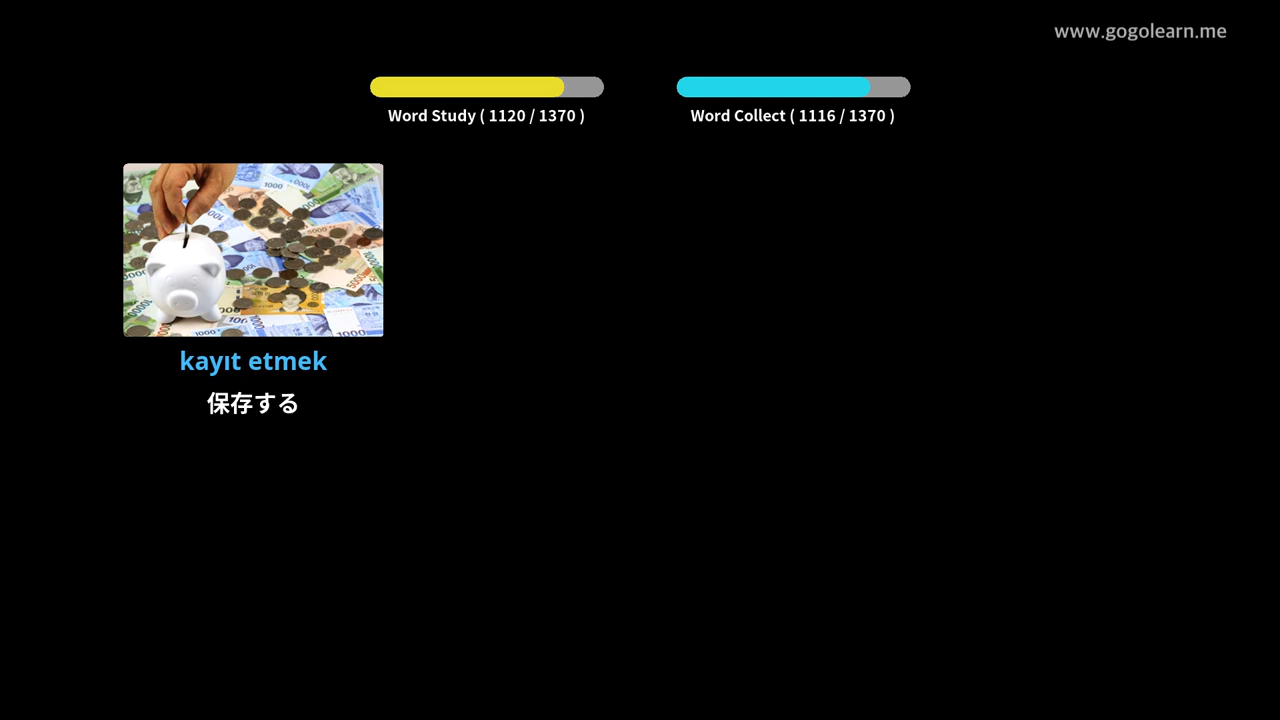 www.gogolearn.me
Word Study ( 1120 / 1370 )
Word Collect ( 1116 / 1370 )
kayıt etmek
保存する